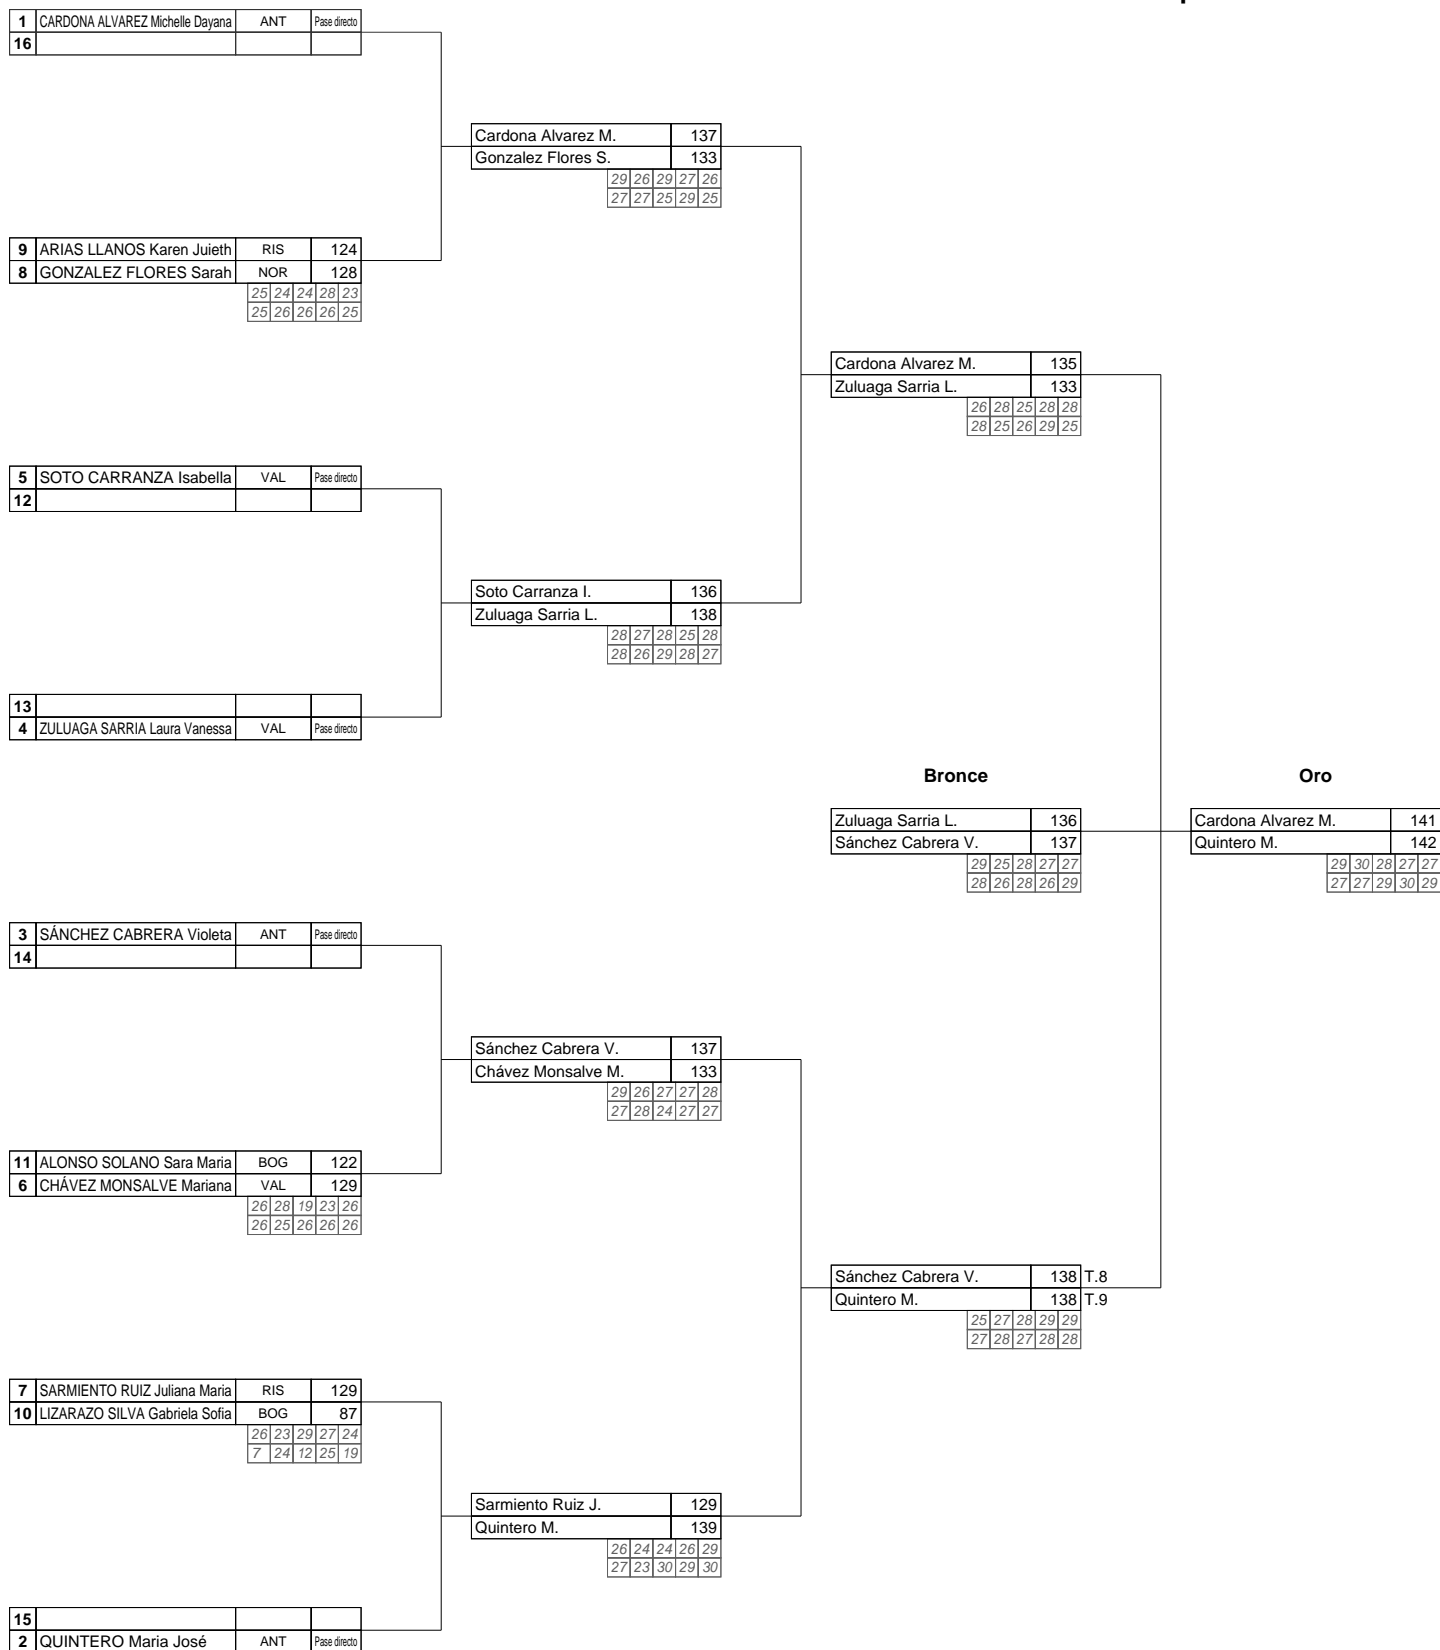 1 CARDONA ALVAREZ Michelle Dayana ANT Pase directo
16
Cardona Alvarez M. 137
Gonzalez Flores S. 133
29 26 29 27 26
27 27 25 29 25
9 ARIAS LLANOS Karen Juieth RIS 124
8 GONZALEZ FLORES Sarah NOR 128
25 24 24 28 23
25 26 26 26 25
Cardona Alvarez M. 135
Zuluaga Sarria L. 133
26 28 25 28 28
28 25 26 29 25
5 SOTO CARRANZA Isabella VAL Pase directo
12
Soto Carranza I. 136
Zuluaga Sarria L. 138
28 27 28 25 28
28 26 29 28 27
13
4 ZULUAGA SARRIA Laura Vanessa VAL Pase directo
Bronce
Oro
Zuluaga Sarria L. 136
Sánchez Cabrera V. 137
29 25 28 27 27
28 26 28 26 29
Cardona Alvarez M. 141
Quintero M. 142
29 30 28 27 27
27 27 29 30 29
3 SÁNCHEZ CABRERA Violeta ANT Pase directo
14
Sánchez Cabrera V. 137
Chávez Monsalve M. 133
29 26 27 27 28
27 28 24 27 27
11 ALONSO SOLANO Sara Maria BOG 122
6 CHÁVEZ MONSALVE Mariana VAL 129
26 28 19 23 26
26 25 26 26 26
Sánchez Cabrera V. 138 T.8
Quintero M. 138 T.9
25 27 28 29 29
27 28 27 28 28
7 SARMIENTO RUIZ Juliana Maria RIS 129
10 LIZARAZO SILVA Gabriela Sofia BOG 87
26 23 29 27 24
7 24 12 25 19
Sarmiento Ruiz J. 129
Quintero M. 139
26 24 24 26 29
27 23 30 29 30
15
2 QUINTERO Maria José ANT Pase directo